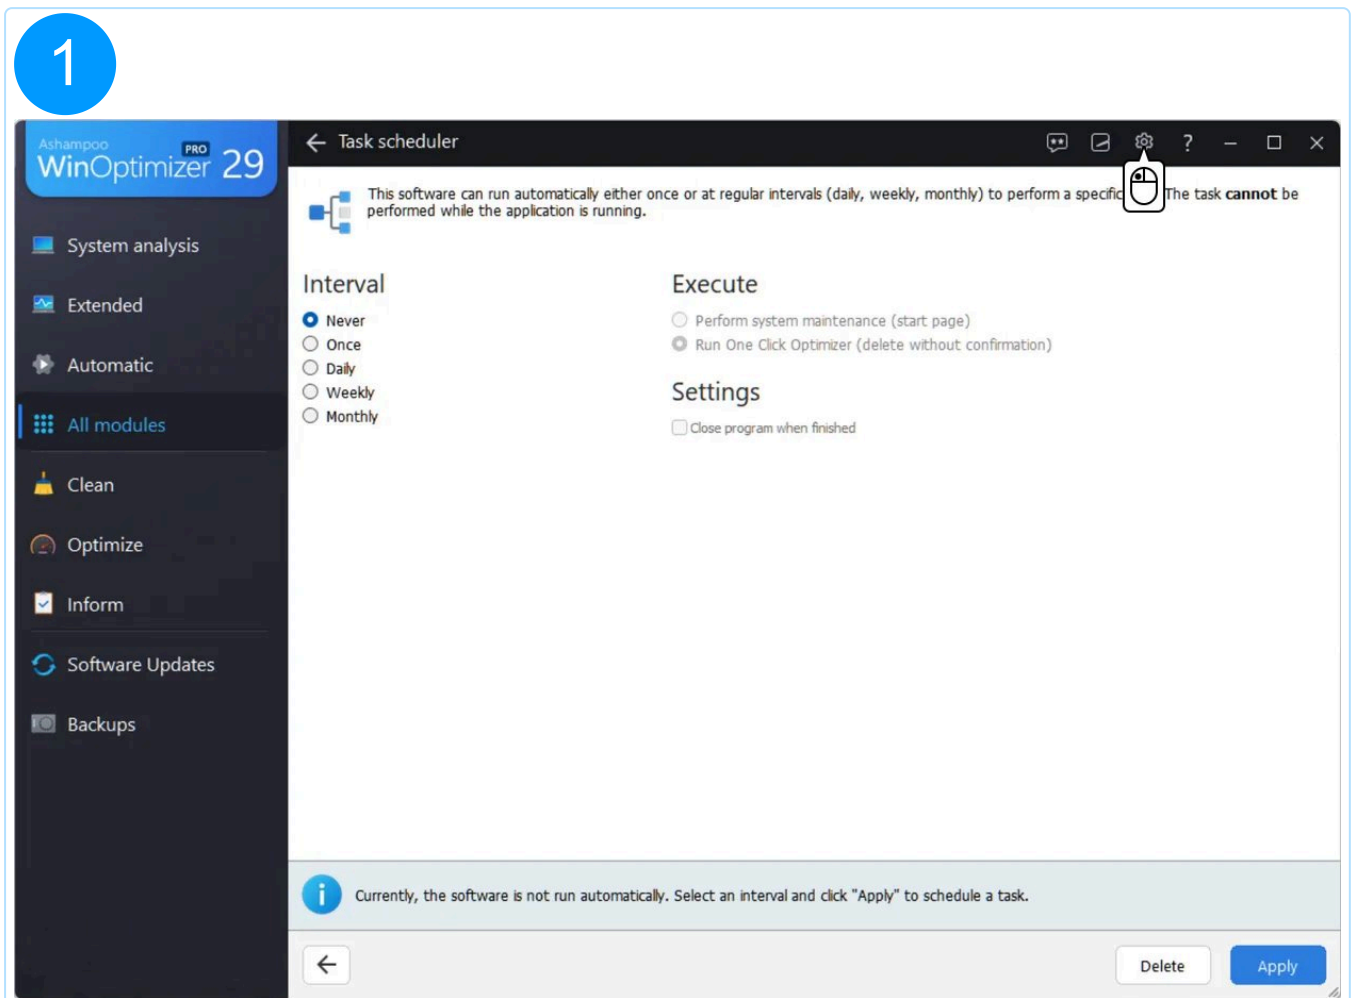 1
Ashampoo
WinOptimizer PRO 29
Task scheduler
?
This software can run automatically either once or at regular intervals (daily, weekly, monthly) to perform a specific The task cannot be
performed while the application is running.
System analysis
Extended
Automatic
All modules
Clean
Optimize
Inform
Software Updates
Backups
Interval
Never
Once
Daily
Weekly
Monthly
Execute
Perform system maintenance (start page)
Run One Click Optimizer (delete without confirmation)
Settings
Close program when finished
Currently, the software is not run automatically. Select an interval and click "Apply" to schedule a task.
Delete
Apply